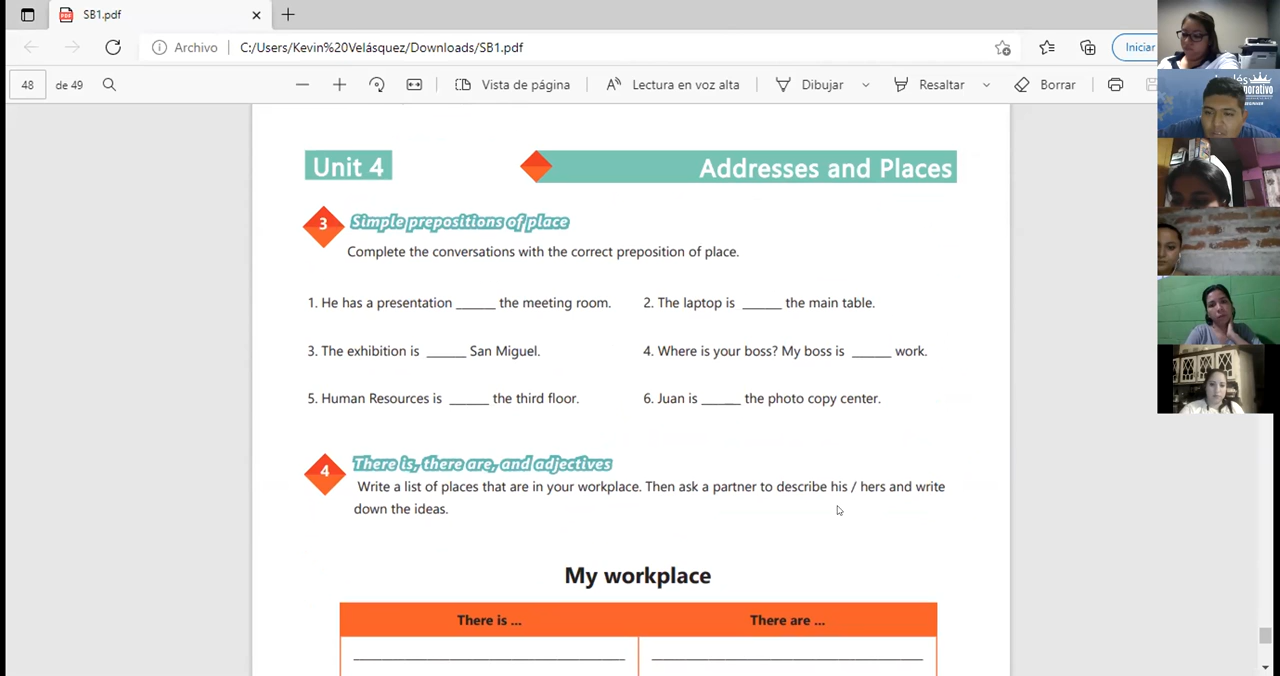 SB1.pdf
Archivo C:/Users/Kevin%20Velásquez/Downloads/SB1.pdf Iniciar
48 de 49 Vista de página Lectura en voz alta Dibujar Resaltar Borrar
Unit 4 Addresses and Places
3 Simple prepositions of place
Complete the conversations with the correct preposition of place.
1. He has a presentation ______ the meeting room. 2. The laptop is ______ the main table.
3. The exhibition is ______ San Miguel. 4. Where is your boss? My boss is ______ work.
5. Human Resources is ______ the third floor. 6. Juan is ______ the photo copy center.
4 There is, there are, and adjectives
Write a list of places that are in your workplace. Then ask a partner to describe his / hers and write
down the ideas.
My workplace
There is ... There are ...